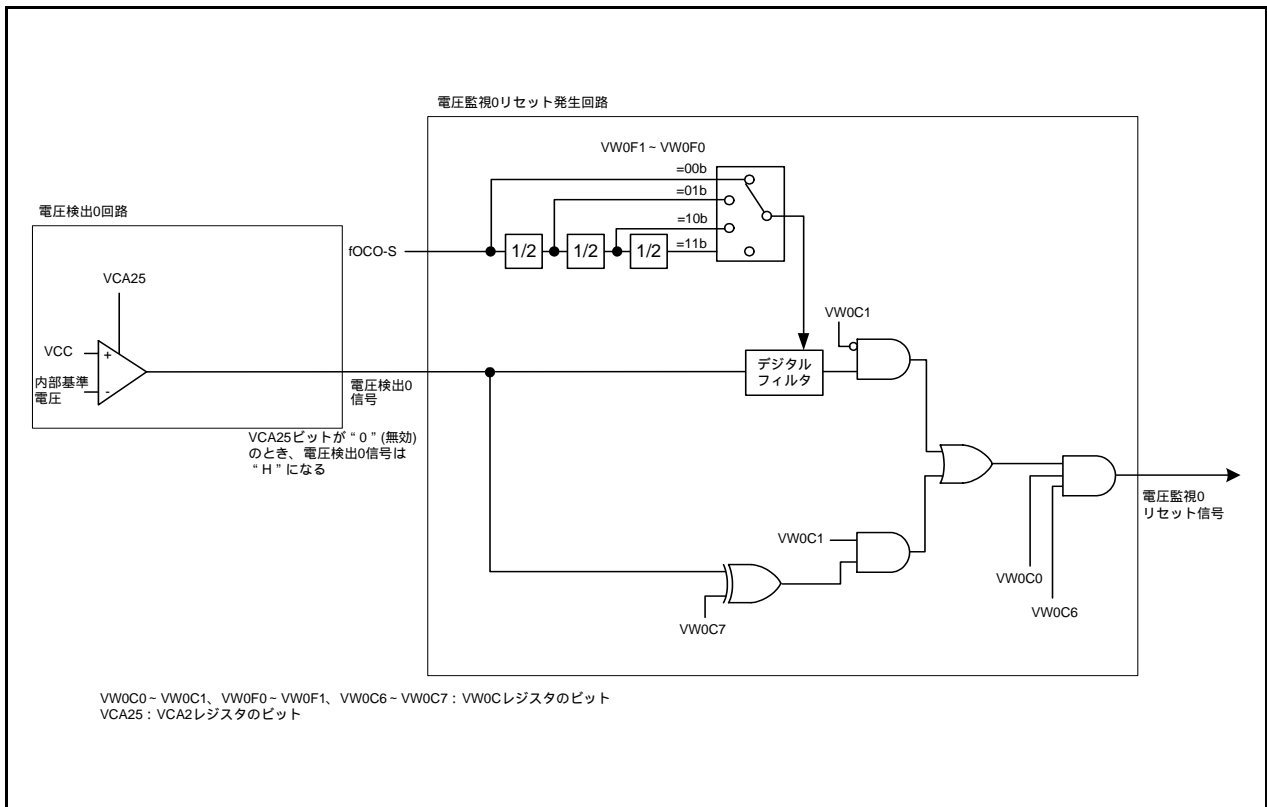 電圧監視0リセット発生回路
VW0F1~VW0F0
=00b
=01b
=10b
=11b
fOCO-S
1/2
1/2
1/2
電圧検出0回路
VCA25
VCC
+
内部基準
電圧
-
電圧検出0
信号
VCA25ビットが“0”(無効)
のとき、電圧検出0信号は
“H”になる
デジタル
フィルタ
VW0C1
VW0C1
VW0C7
VW0C0
VW0C6
電圧監視0
リセット信号
VW0C0~VW0C1、VW0F0~VW0F1、VW0C6~VW0C7:VW0Cレジスタのビット
VCA25:VCA2レジスタのビット